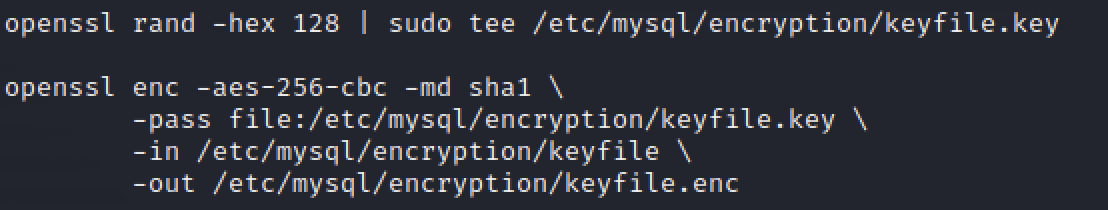 openssl rand -hex 128 | sudo tee /etc/mysql/encryption/keyfile.key
openssl enc -aes-256-cbc -md sha1 \
-pass file:/etc/mysql/encryption/keyfile.key \
-in /etc/mysql/encryption/keyfile \
-out /etc/mysql/encryption/keyfile.enc